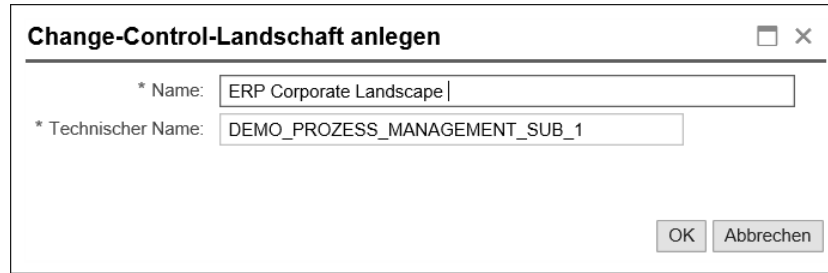 Change-Control-Landschaft anlegen
* Name: ERP Corporate Landscape
* Technischer Name: DEMO_PROZESS_MANAGEMENT_SUB_1
OK Abbrechen